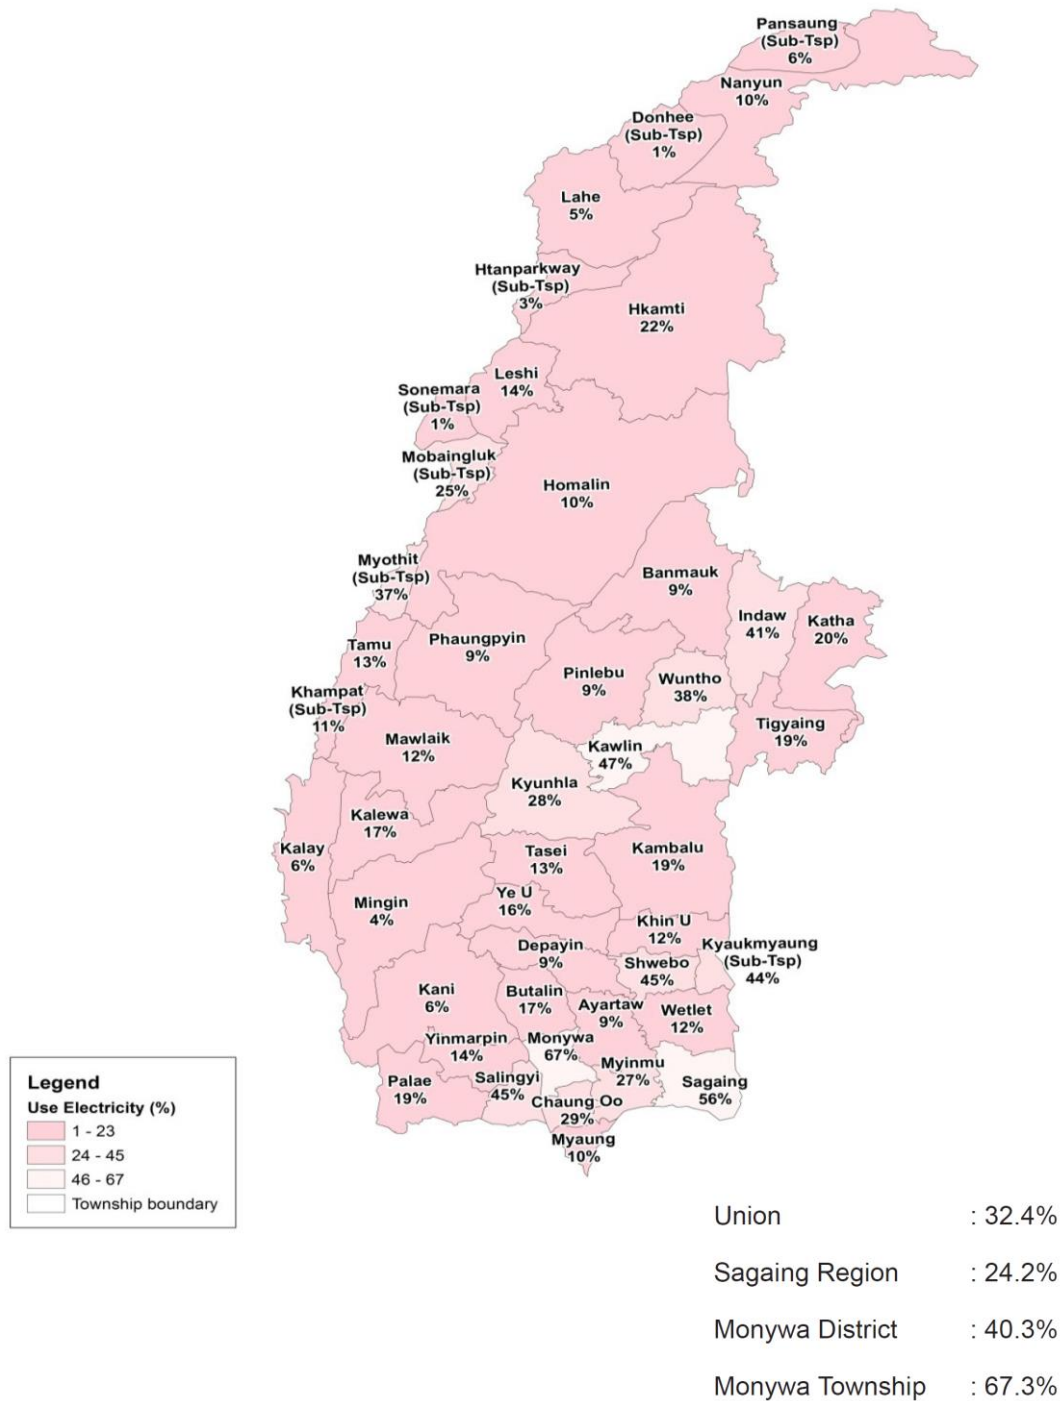 Pansaung
(Sub-Tsp)
6%
Nanyun
10%
Donhee
(Sub-Tsp)
1%
Lahe
5%
Htanparkway
(Sub-Tsp)
3%
Hkamti
22%
Leshi
14%
Sonemara
(Sub-Tsp)
1%
Mobaingluk
(Sub-Tsp)
25%
Homalin
10%
Myothit
(Sub-Tsp)
37%
Banmauk
9%
Indaw
41%
Katha
20%
Tamu
13%
Phaungpyin
9%
Pinlebu
9%
Wuntho
38%
Khampat
(Sub-Tsp)
11%
Mawlaik
12%
Kawlin
47%
Tigyaing
19%
Kyunhla
28%
Kalewa
17%
Kalay
6%
Tasei
13%
Kambalu
19%
Mingin
4%
Ye U
16%
Khin U
12%
Depayin
9%
Shwebo
45%
Kyaukmyaung
(Sub-Tsp)
44%
Kani
6%
Butalin
17%
Ayartaw
9%
Wetlet
12%
Yinmarpin
14%
Monywa
67%
Myinmu
27%
Palae
19%
Salingyi
45%
Sagaing
56%
Chaung Oo
29%
Myaung
10%
Legend
Use Electricity (%)
1 - 23
24 - 45
46 - 67
Township boundary
Union : 32.4%
Sagaing Region : 24.2%
Monywa District : 40.3%
Monywa Township : 67.3%